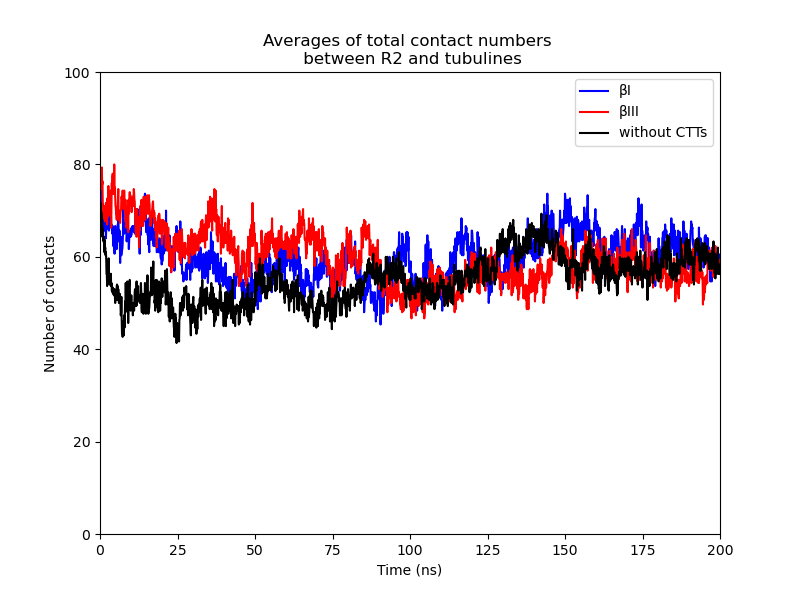 Averages of total contact numbers
between R2 and tubulines
βI
βIII
without CTTs
Number of contacts
100
80
60
40
20
0
0 25 50 75 100 125 150 175 200
Time (ns)